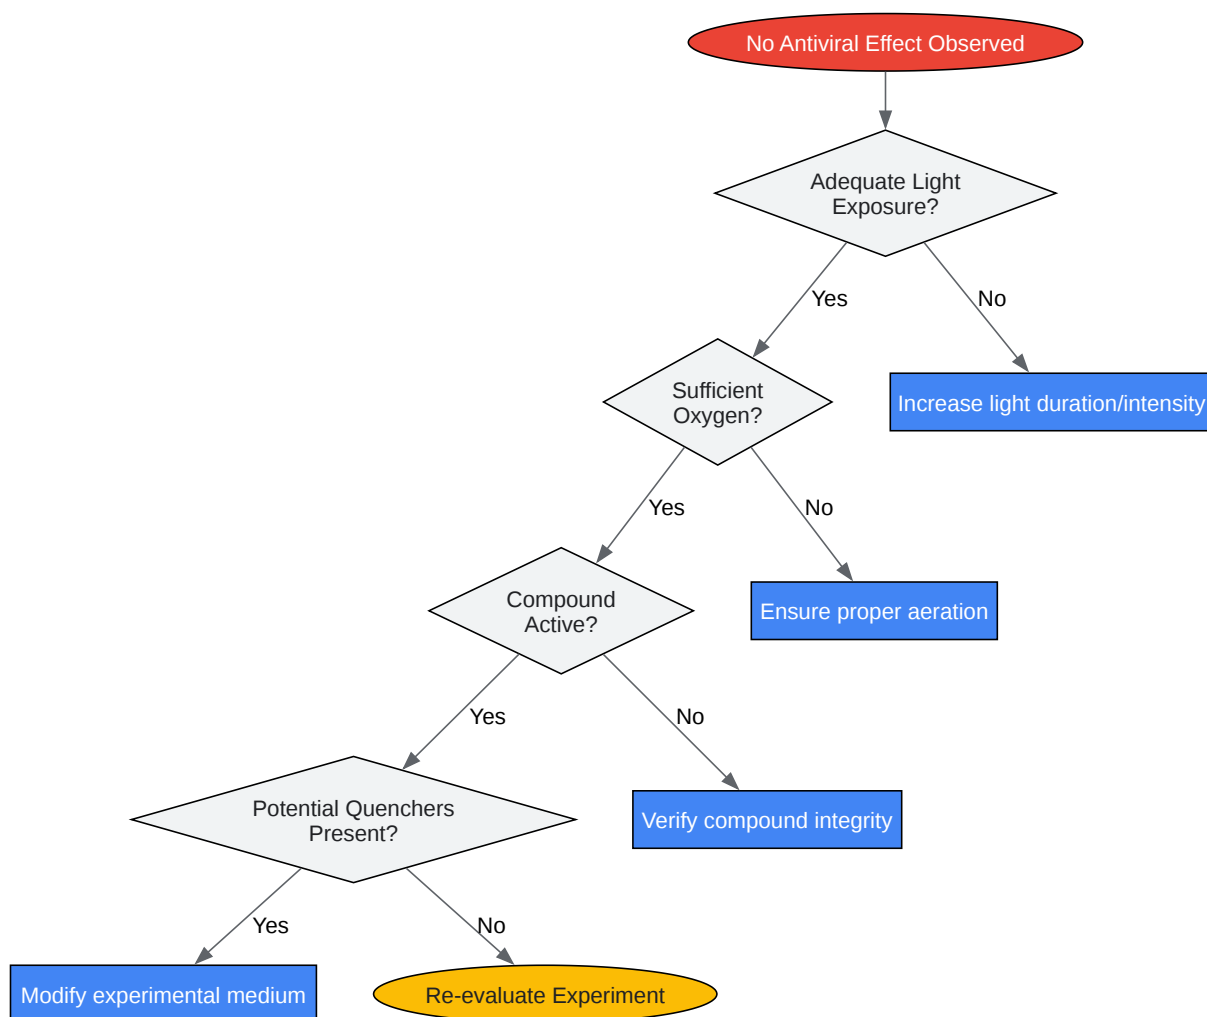 No Antiviral Effect Observed
Adequate Light
Exposure?
Yes
No
Sufficient
Oxygen?
Increase light duration/intensity
Yes
No
Compound
Active?
Ensure proper aeration
Yes
No
Potential Quenchers
Present?
Verify compound integrity
Yes
No
Modify experimental medium
Re-evaluate Experiment